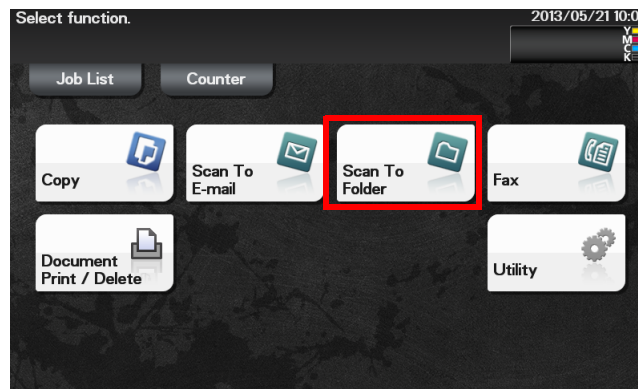 Select function.
2013/05/21 10:0
Y
M
C
K
Job List
Counter
Copy
Scan To
E-mail
Scan To
Folder
Fax
Document
Print / Delete
Utility